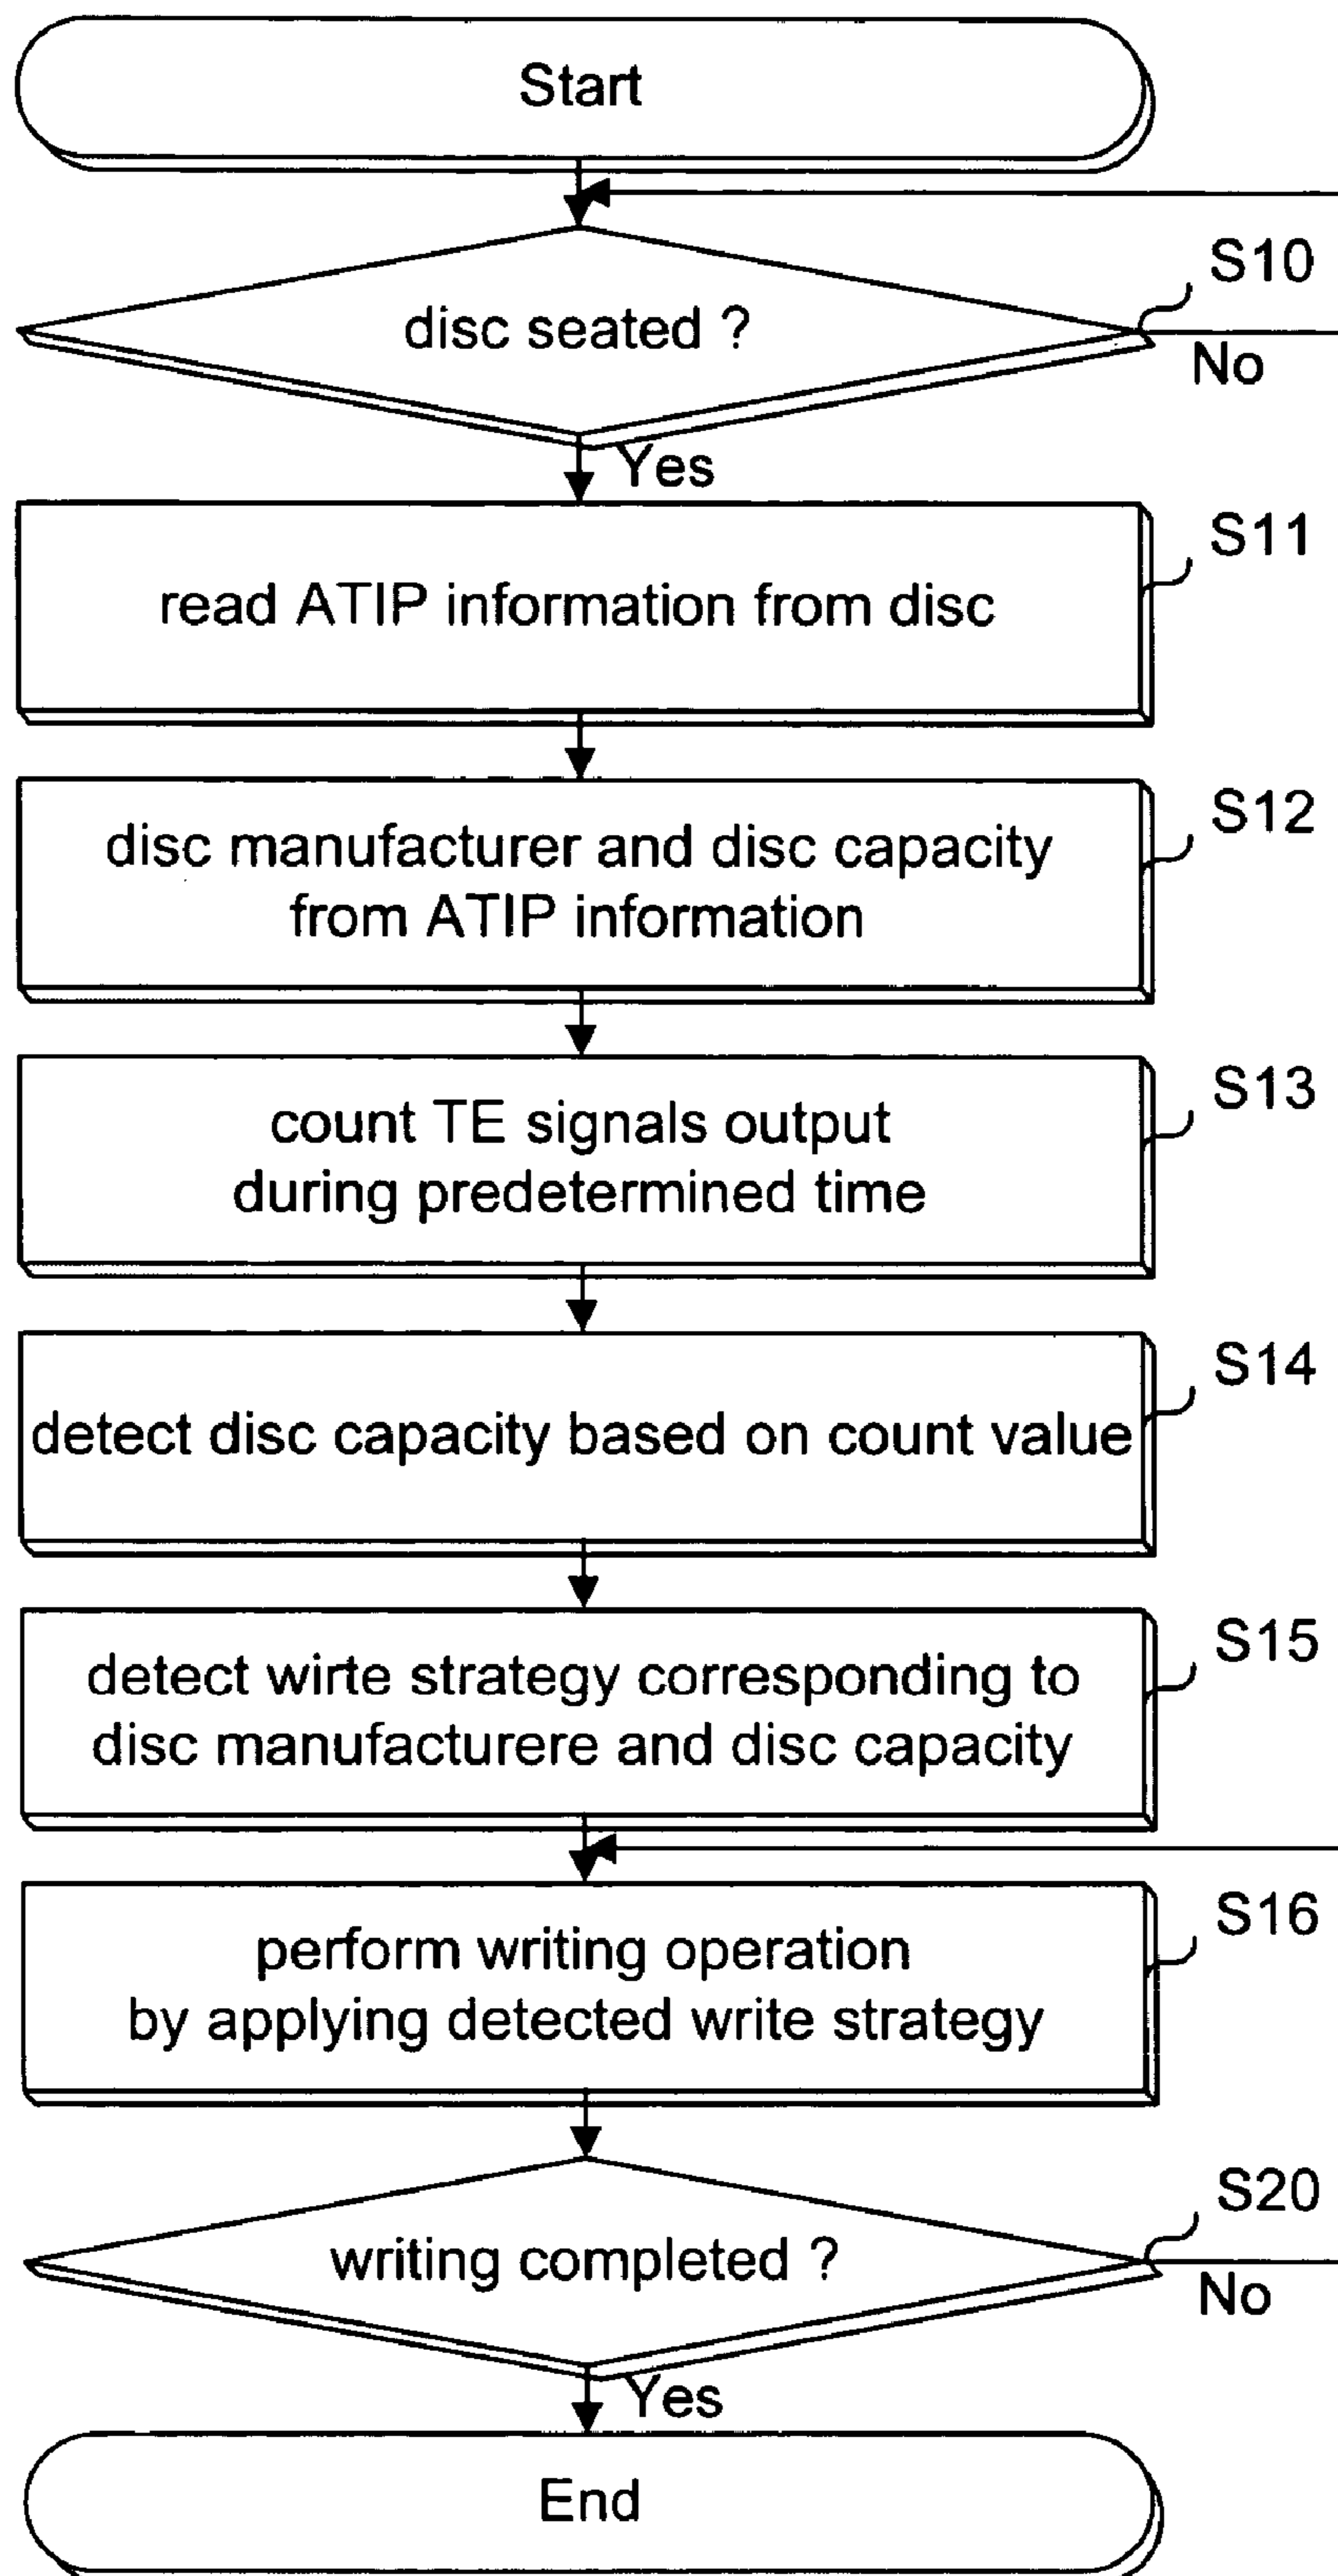 Start
S10
disc seated ?
No
Yes
S11
read ATIP information from disc
S12
disc manufacturer and disc capacity
from ATIP information
S13
count TE signals output
during predetermined time
S14
detect disc capacity based on count value
S15
detect wirte strategy corresponding to
disc manufacturere and disc capacity
S16
perform writing operation
by applying detected write strategy
S20
writing completed ?
No
Yes
End